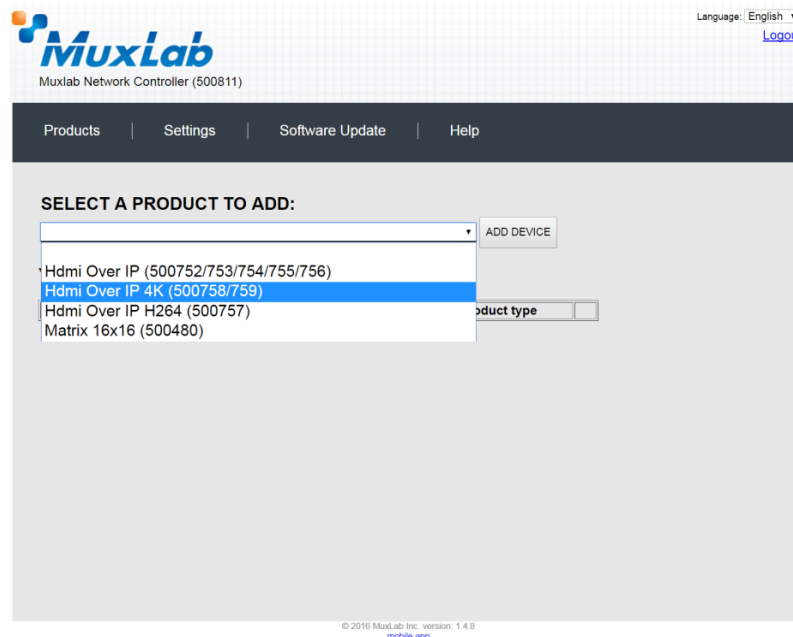 Language: English
Logou
MuxLab
Muxlab Network Controller (500811)
Products | Settings | Software Update | Help
SELECT A PRODUCT TO ADD:
ADD DEVICE
Hdmi Over IP (500752/753/754/755/756)
Hdmi Over IP 4K (500758/759)
Hdmi Over IP H264 (500757)
oduct type
Matrix 16x16 (500480)
© 2016 MuxLab Inc. version: 1.4.8
mobile app